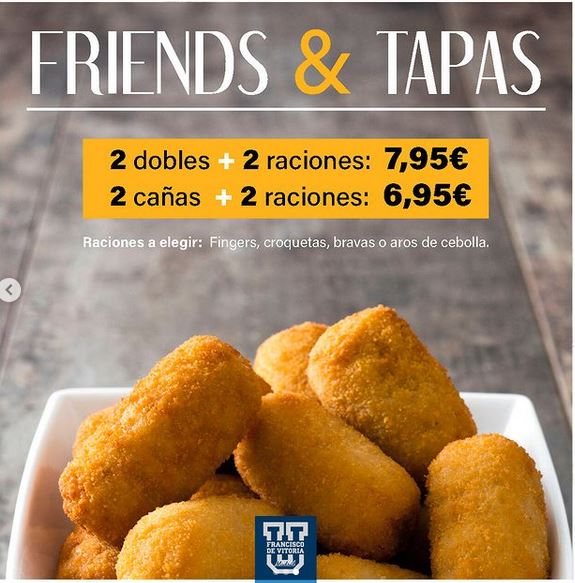 FRIENDS & TAPAS
2 dobles + 2 raciones: 7,95€
2 cañas + 2 raciones: 6,95€
Raciones a elegir: Fingers, croquetas, bravas o aros de cebolla.
FRANCISCO
DE VITORIA